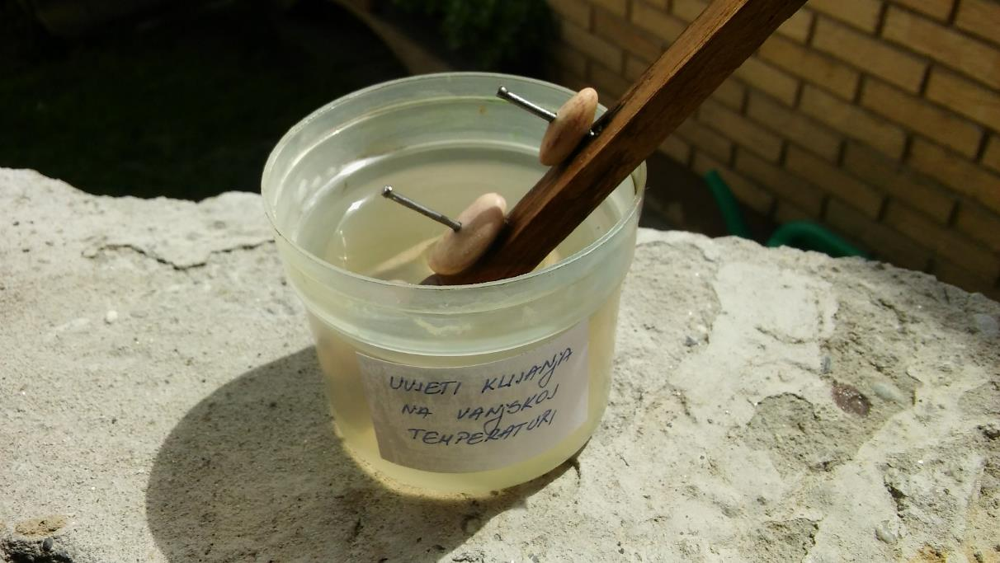 UVJETI KLIJANJA
NA VANJSKOJ
TEMPERATURI